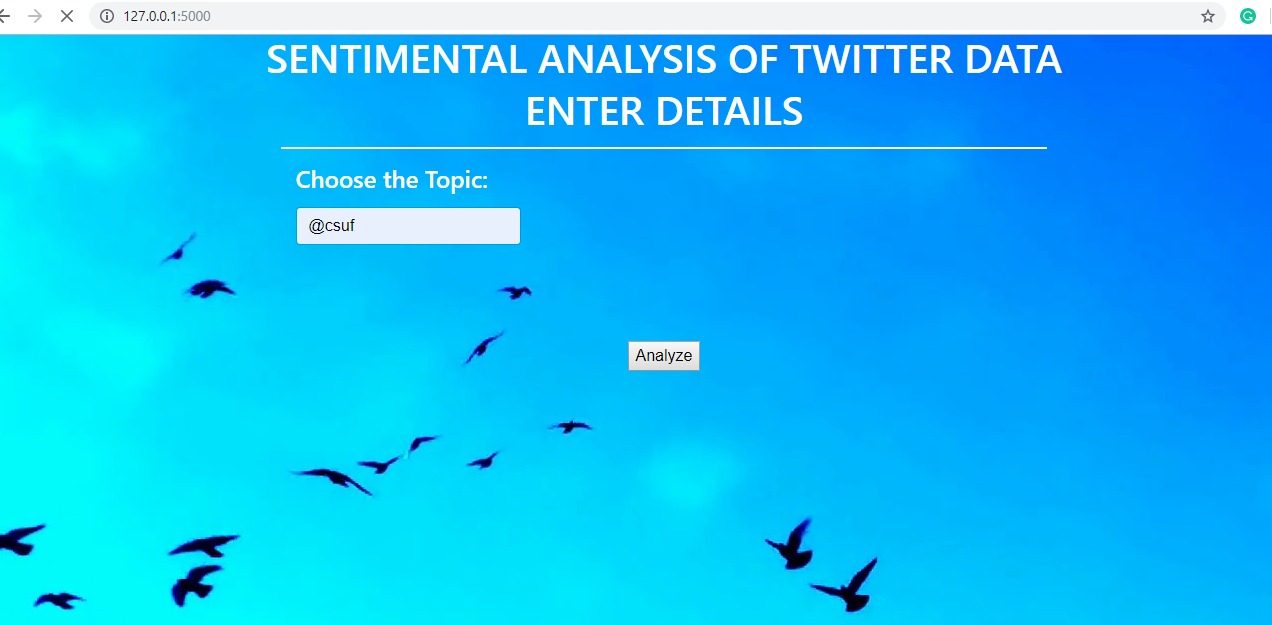 127.0.0.1:5000
SENTIMENTAL ANALYSIS OF TWITTER DATA
ENTER DETAILS
Choose the Topic:
@csuf
Analyze